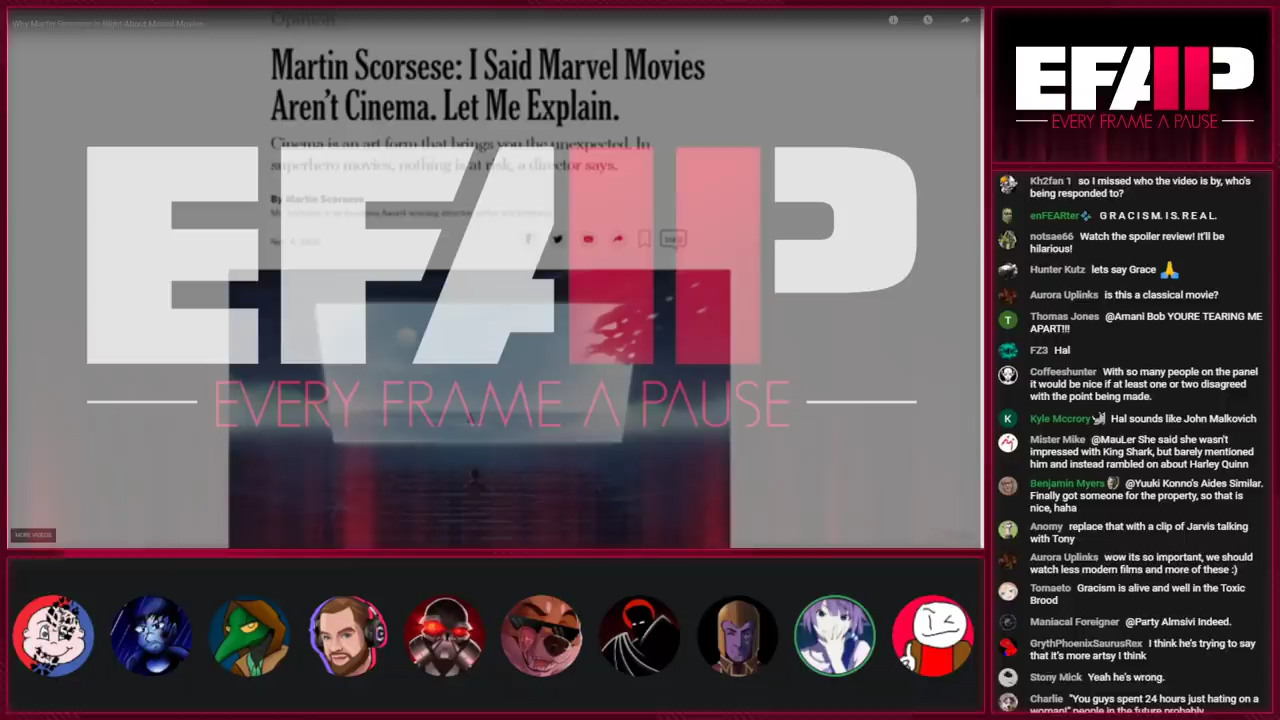 Why Martin Scorsese is Right About Marvel Movies
Opinion
Martin Scorsese: I Said Marvel Movies
Aren't Cinema. Let Me Explain.
Cinema is an art form that brings you the unexpected. In
superhero movies, nothing is at risk, a director says.
By Martin Scorsese
EFAP
EVERY FRAME A PAUSE
MORE VIDEOS
EFAP
EVERY FRAME A PAUSE
Kh2fan 1 so I missed who the video is by, who's
being responded to?
enFEARter G R A C I S M. I S. R E A L.
notsae66 Watch the spoiler review! It'll be
hilarious!
Hunter Kutz lets say Grace 🙏
Aurora Uplinks is this a classical movie?
T
Thomas Jones @Amani Bob YOURE TEARING ME
APART!!!
FZ3 Hal
Coffeeshunter With so many people on the panel
it would be nice if at least one or two disagreed
with the point being made.
K
Kyle Mccrory Hal sounds like John Malkovich
Mister Mike @MauLer She said she wasn't
impressed with King Shark, but barely mentioned
him and instead rambled on about Harley Quinn
Benjamin Myers @Yuuki Konno's Aides Similar.
Finally got someone for the property, so that is
nice, haha
Anomy replace that with a clip of Jarvis talking
with Tony
Aurora Uplinks wow its so important, we should
watch less modern films and more of these :)
Tomaeto Gracism is alive and well in the Toxic
Brood
Maniacal Foreigner @Party Almsivi Indeed.
GrythPhoenixSaurusRex I think he's trying to say
that it's more artsy I think
Stony Mick Yeah he's wrong.
Charlie "You guys spent 24 hours just hating on a
woman!" people in the future probably